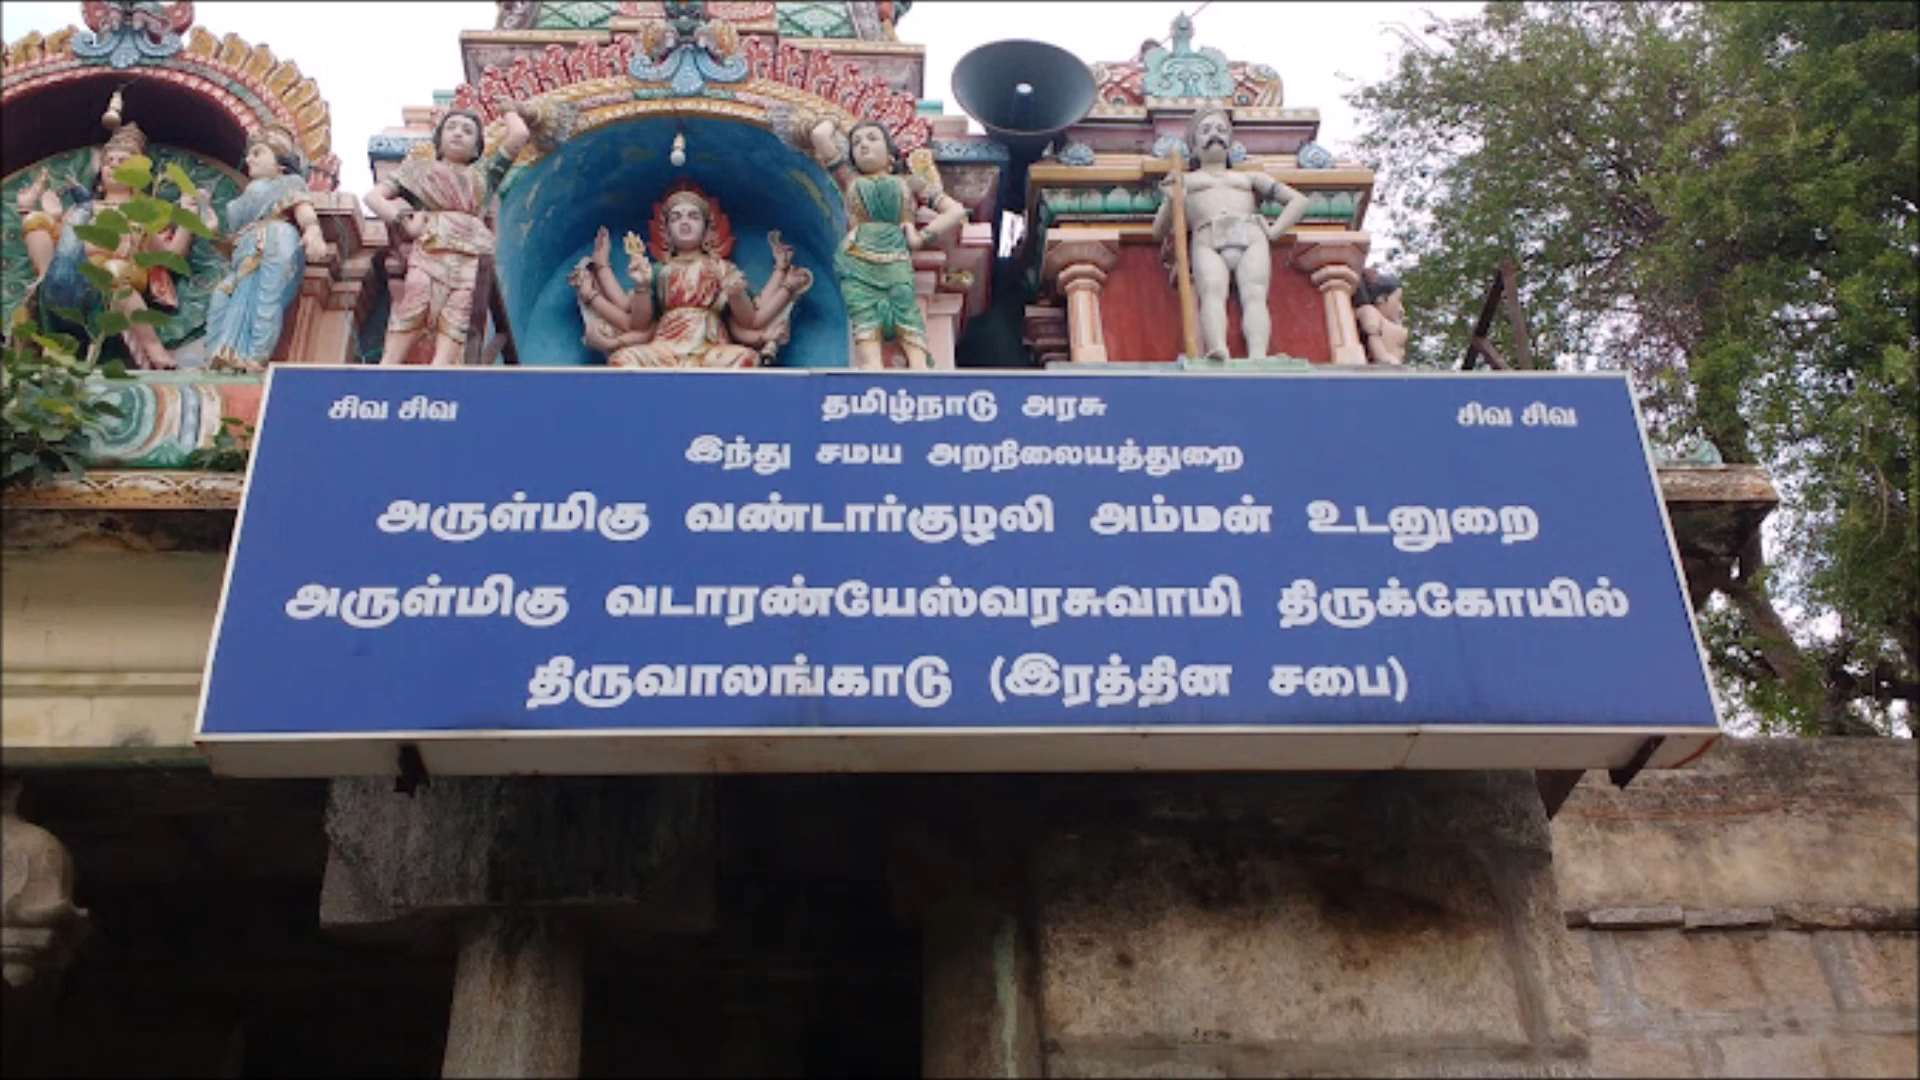 சிவ சிவ தமிழ்நாடு அரசு சிவ சிவ
இந்து சமய அறநிலையத்துறை
அருள்மிகு வண்டார்குழலி அம்மன் உடனுறை
அருள்மிகு வடாரண்யேஸ்வரசுவாமி திருக்கோயில்
திருவாலங்காடு (இரத்தின சபை)